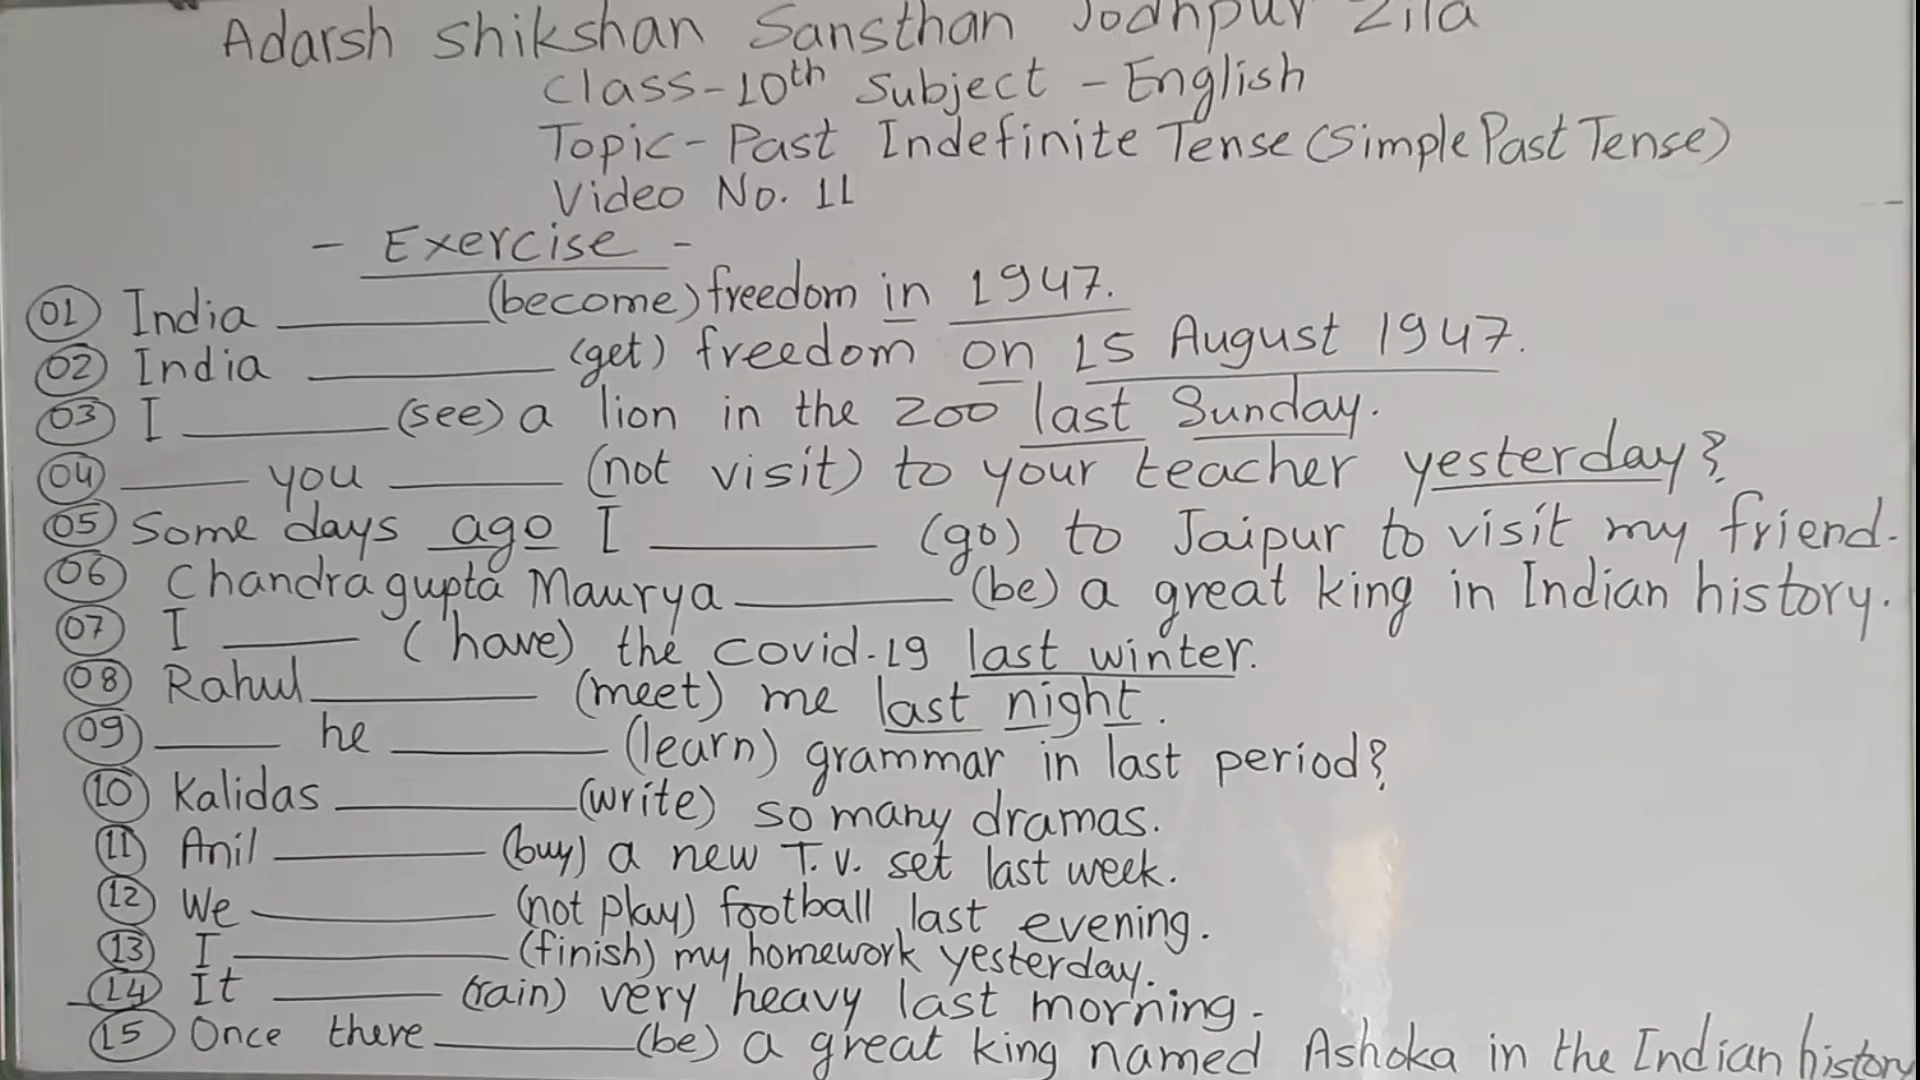 Adarsh Shikshan Sansthan Jodhpur Zila
Class-10th Subject - English
Topic- Past Indefinite Tense (Simple Past Tense)
Video No. 11
- Exercise -
01 India ________ (become) freedom in 1947.
02 India ________ (get) freedom on 15 August 1947.
03 I ________ (see) a lion in the zoo last Sunday.
04 ____ you ______ (not visit) to your teacher yesterday?
05 Some days ago I ________ (go) to Jaipur to visit my friend.
06 Chandragupta Maurya ________ (be) a great king in Indian history.
07 I _____ (have) the covid-19 last winter.
08 Rahul ________ (meet) me last night.
09 ____ he ________ (learn) grammar in last period?
10 Kalidas ________ (write) so many dramas.
11 Anil ________ (buy) a new T.V. set last week.
12 We ________ (not play) football last evening.
13 I ________ (finish) my homework yesterday.
14 It ______ (rain) very heavy last morning.
15 Once there ________ (be) a great king named Ashoka in the Indian history